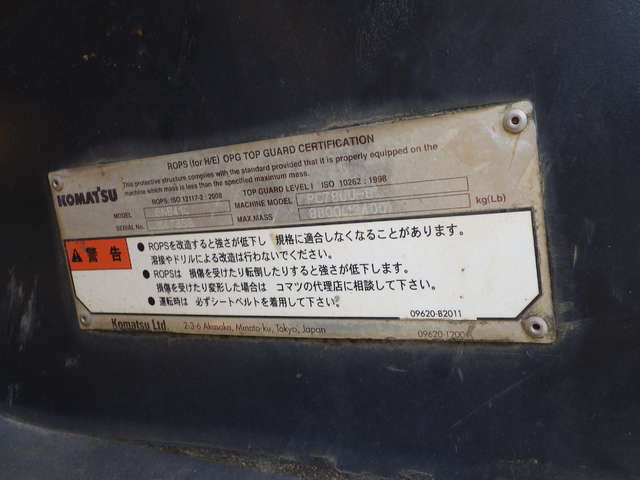 ROPS (for H/E) OPG TOP GUARD CERTIFICATION
This protective structure complies with the standard provided that it is properly equipped on the
machine which mass is less than the specified maximum mass.
KOMATSU
ROPS: ISO 12117-2 : 2008 TOP GUARD LEVEL I ISO 10262 : 1998
MODEL MACHINE MODEL
SERIAL No. MAX.MASS kg(Lb)
警告
● ROPSを改造すると強さが低下し 規格に適合しなくなることがあります。
溶接やドリルによる改造は行わないでください。
● ROPSは 損傷を受けたり転倒したりすると強さが低下します。
損傷を受けたり変形した場合は コマツの代理店に相談して下さい。
● 運転時は 必ずシートベルトを着用して下さい。
09620-B2011
Komatsu Ltd. 2-3-6 Akasaka, Minato-ku, Tokyo, Japan